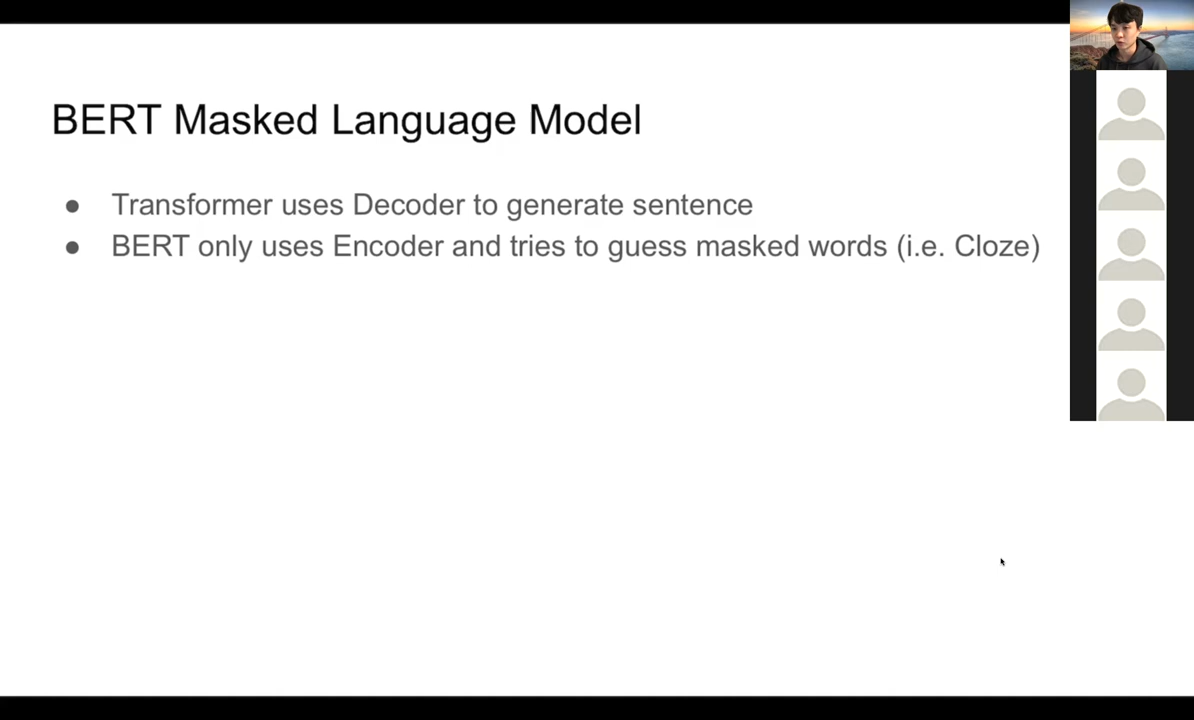 BERT Masked Language Model
● Transformer uses Decoder to generate sentence
● BERT only uses Encoder and tries to guess masked words (i.e. Cloze)